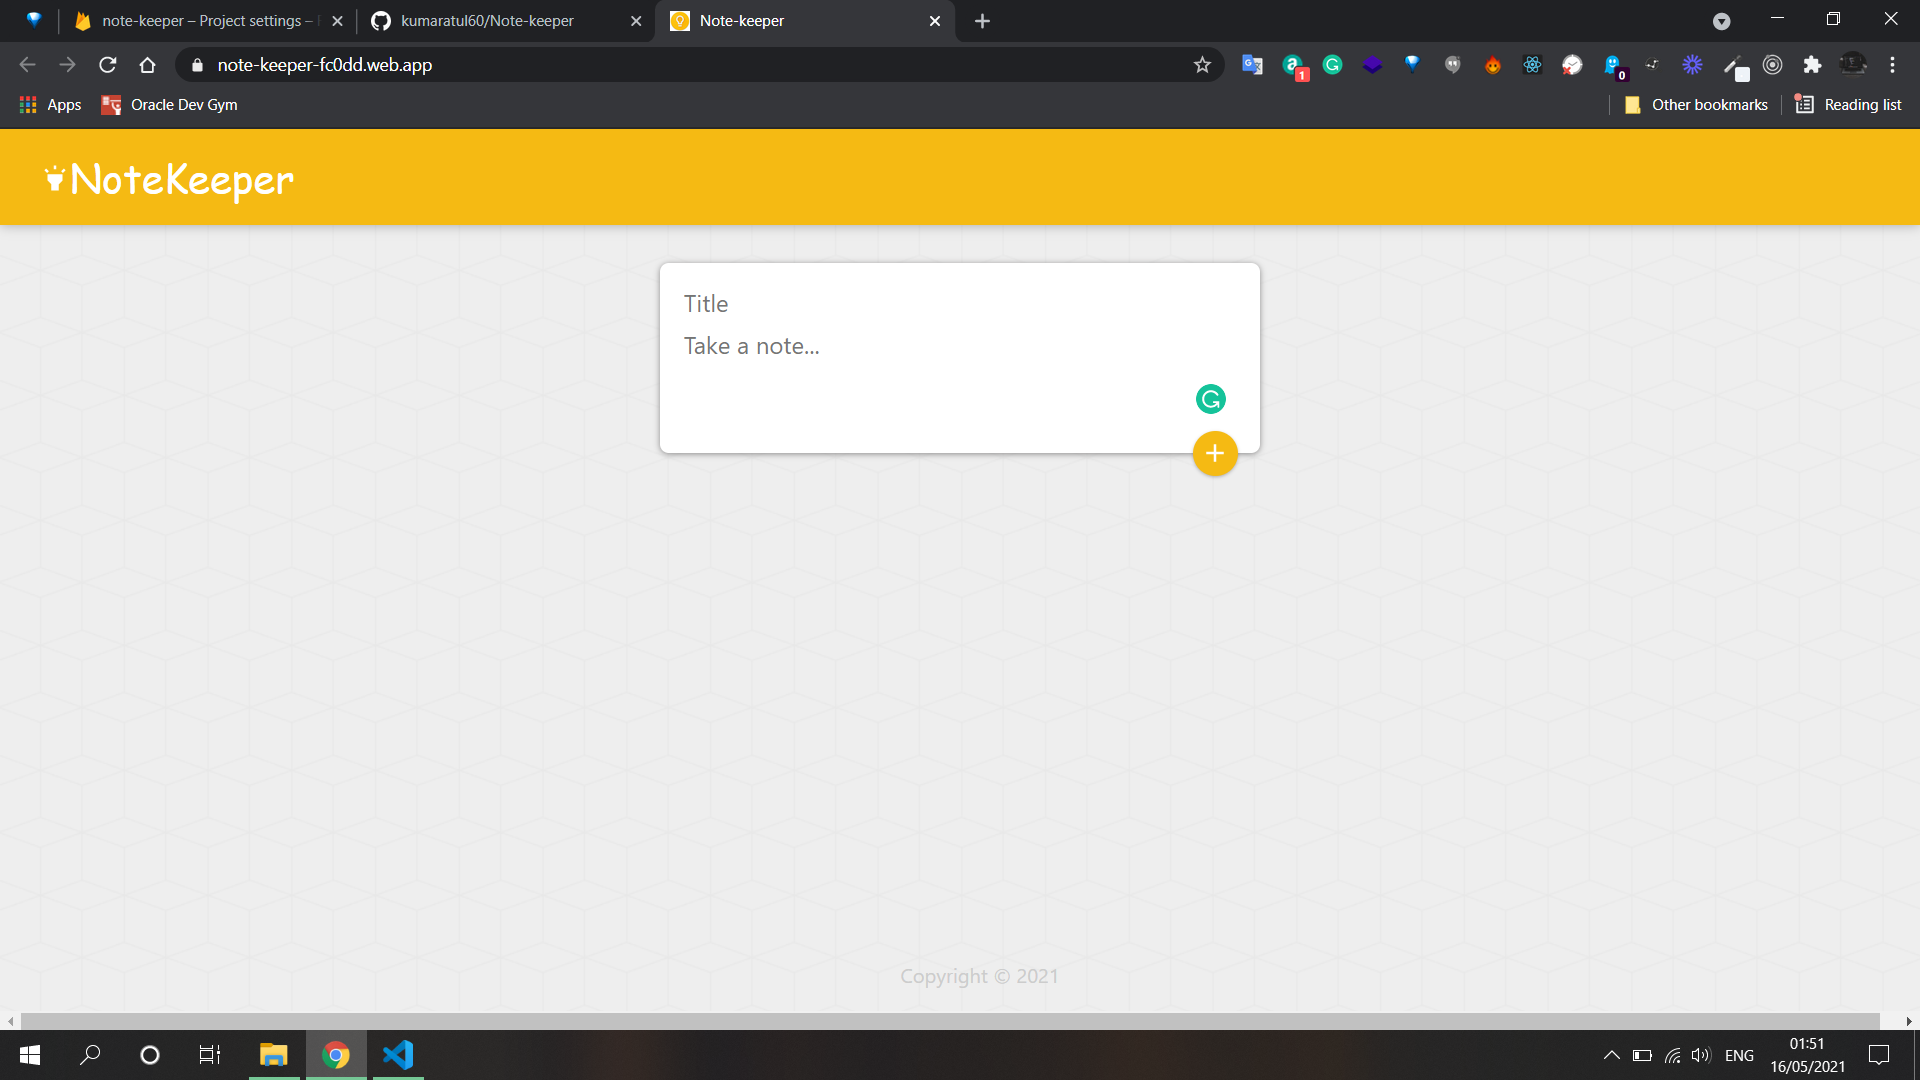 note-keeper – Project settings –
kumaratul60/Note-keeper
Note-keeper
note-keeper-fc0dd.web.app
1
0
Apps
Oracle Dev Gym
Other bookmarks
Reading list
NoteKeeper
Title
Take a note...
Copyright © 2021
ENG
01:51
16/05/2021